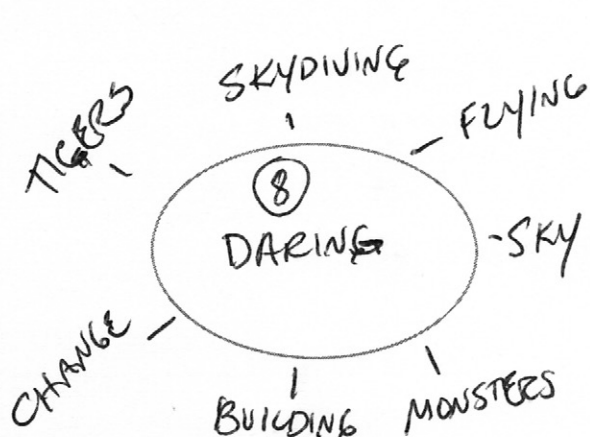 SKYDIVING
FLYING
TIGERS
8
DARING
SKY
CHANGE
BUILDING
MONSTERS